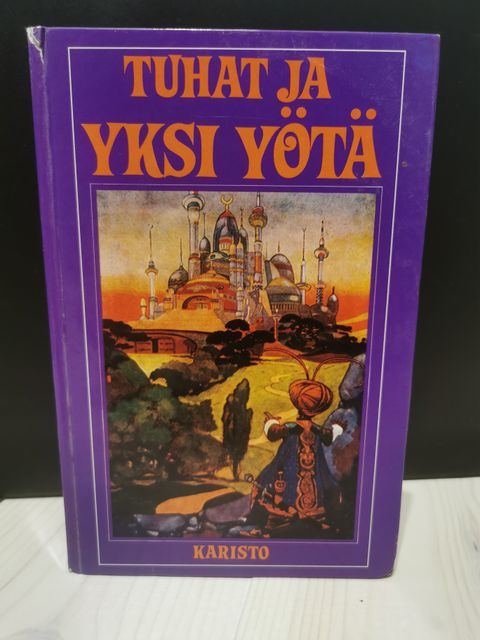 TUHAT JA
YKSI YÖTÄ
KARISTO